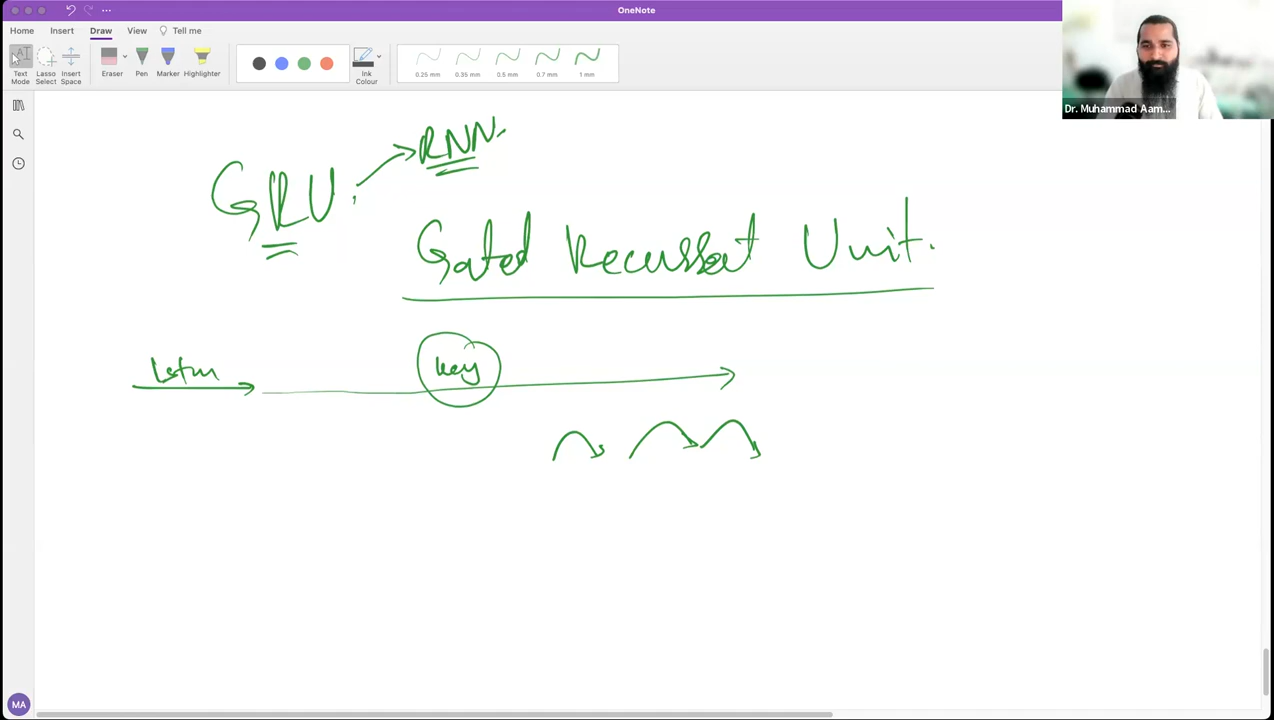 OneNote
Home Insert Draw View Tell me
Text Mode Lasso Select Insert Space Eraser Pen Marker Highlighter Ink Colour 0.25 mm 0.35 mm 0.5 mm 0.7 mm 1 mm
Dr. Muhammad Aam...
RNN.
GRU.
Gated Recurrent Unit.
key
MA